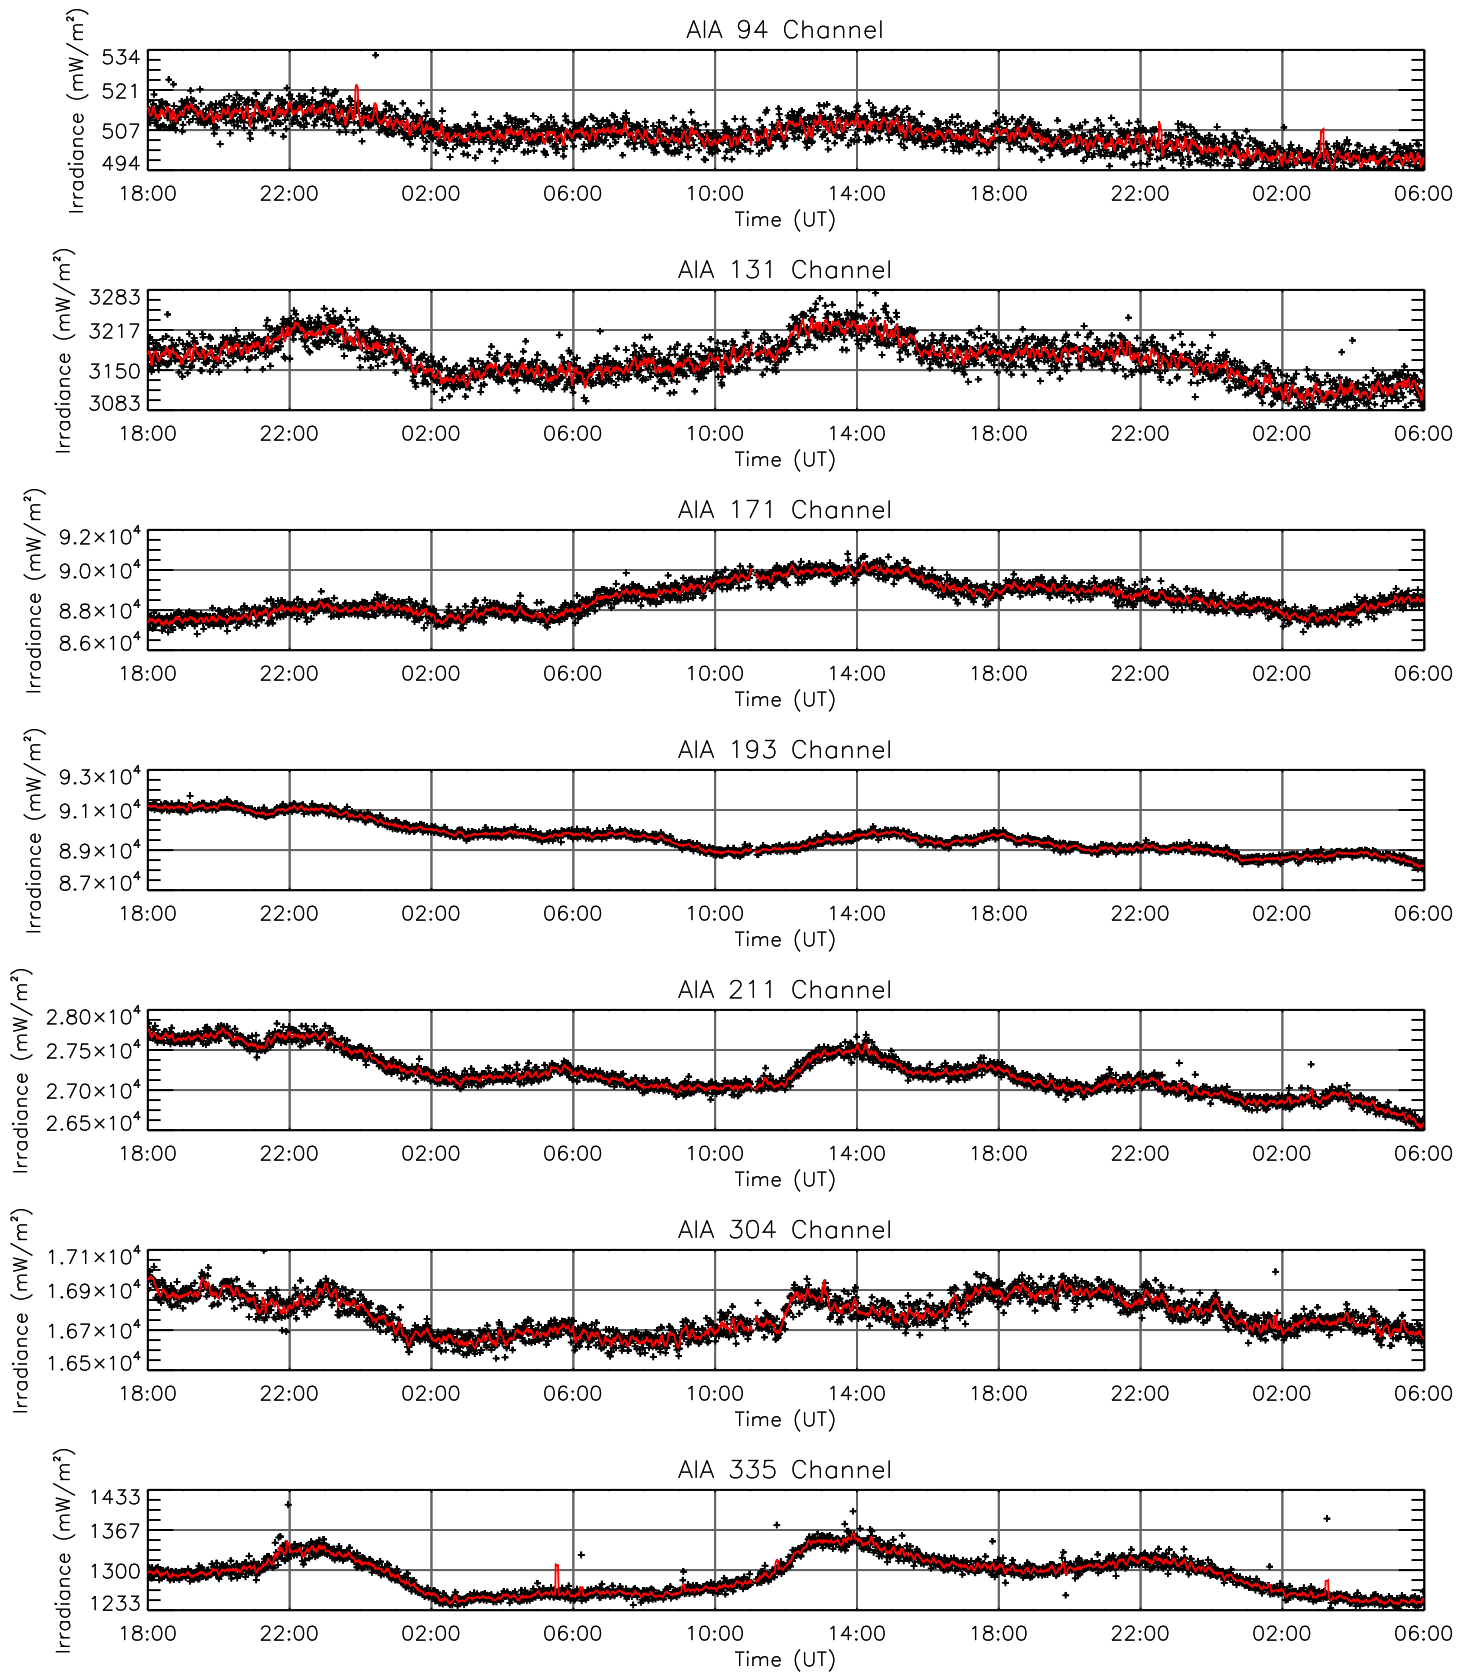 AIA 94 Channel
Irradiance (mW/m²)
534
521
507
494
18:00 22:00 02:00 06:00 10:00 14:00 18:00 22:00 02:00 06:00
Time (UT)
AIA 131 Channel
Irradiance (mW/m²)
3283
3217
3150
3083
18:00 22:00 02:00 06:00 10:00 14:00 18:00 22:00 02:00 06:00
Time (UT)
AIA 171 Channel
Irradiance (mW/m²)
9.2×10⁴
9.0×10⁴
8.8×10⁴
8.6×10⁴
18:00 22:00 02:00 06:00 10:00 14:00 18:00 22:00 02:00 06:00
Time (UT)
AIA 193 Channel
Irradiance (mW/m²)
9.3×10⁴
9.1×10⁴
8.9×10⁴
8.7×10⁴
18:00 22:00 02:00 06:00 10:00 14:00 18:00 22:00 02:00 06:00
Time (UT)
AIA 211 Channel
Irradiance (mW/m²)
2.80×10⁴
2.75×10⁴
2.70×10⁴
2.65×10⁴
18:00 22:00 02:00 06:00 10:00 14:00 18:00 22:00 02:00 06:00
Time (UT)
AIA 304 Channel
Irradiance (mW/m²)
1.71×10⁴
1.69×10⁴
1.67×10⁴
1.65×10⁴
18:00 22:00 02:00 06:00 10:00 14:00 18:00 22:00 02:00 06:00
Time (UT)
AIA 335 Channel
Irradiance (mW/m²)
1433
1367
1300
1233
18:00 22:00 02:00 06:00 10:00 14:00 18:00 22:00 02:00 06:00
Time (UT)